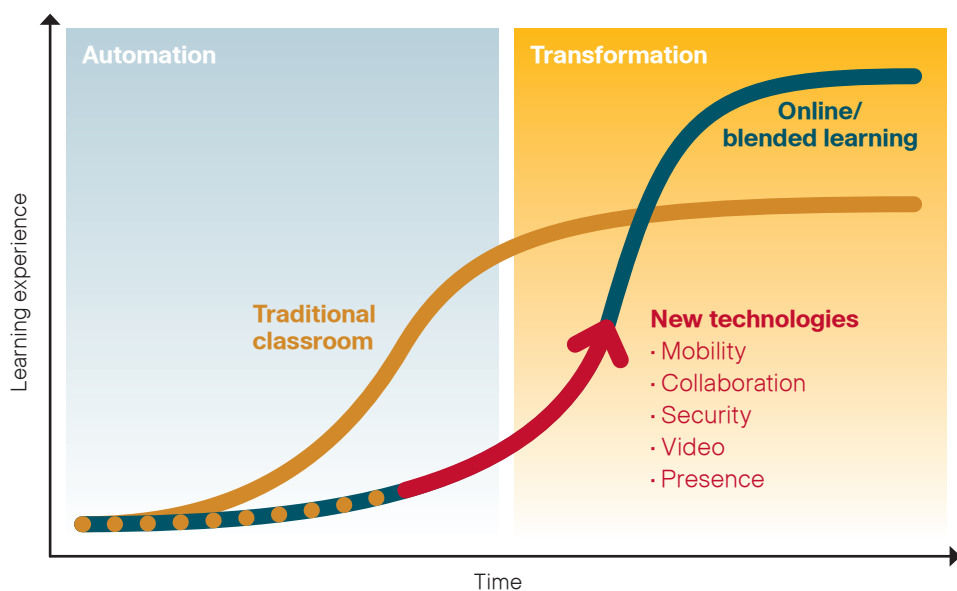 Automation
Transformation
Online/
blended learning
Traditional
classroom
New technologies
· Mobility
· Collaboration
· Security
· Video
· Presence
Learning experience
Time